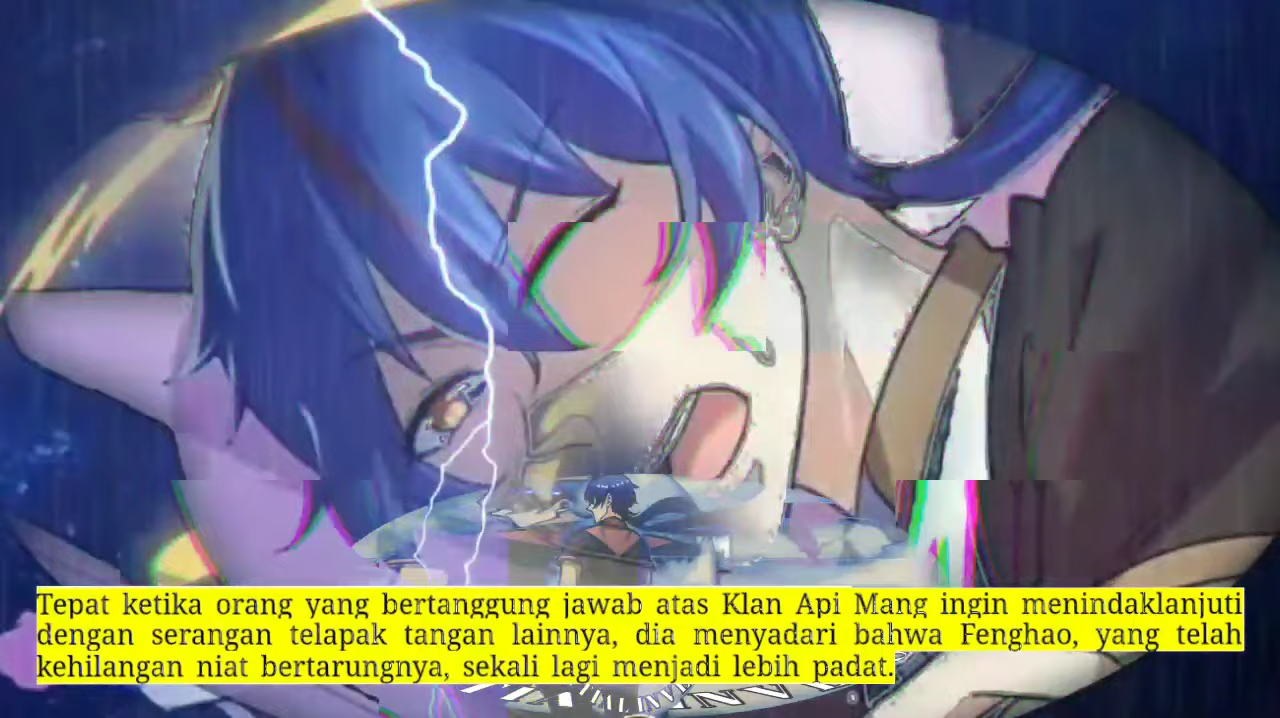 Tepat ketika orang yang bertanggung jawab atas Klan Api Mang ingin menindaklanjuti
dengan serangan telapak tangan lainnya, dia menyadari bahwa Fenghao, yang telah
kehilangan niat bertarungnya, sekali lagi menjadi lebih padat.